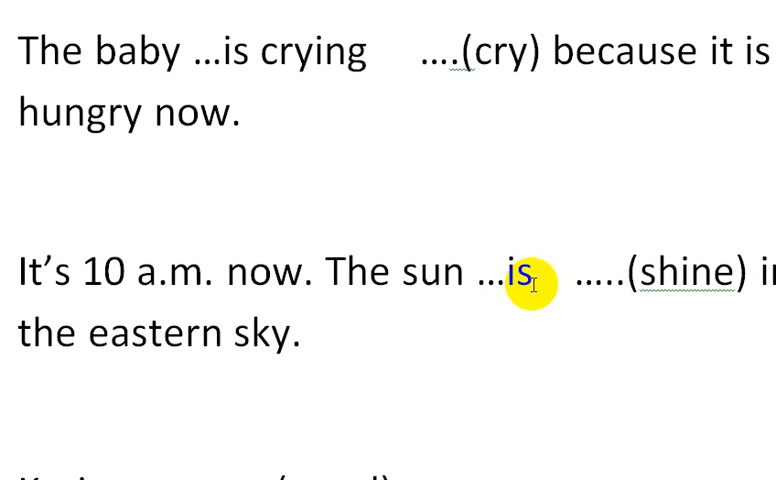 The baby …is crying ….(cry) because it is
hungry now.
It’s 10 a.m. now. The sun …is …..(shine) in
the eastern sky.